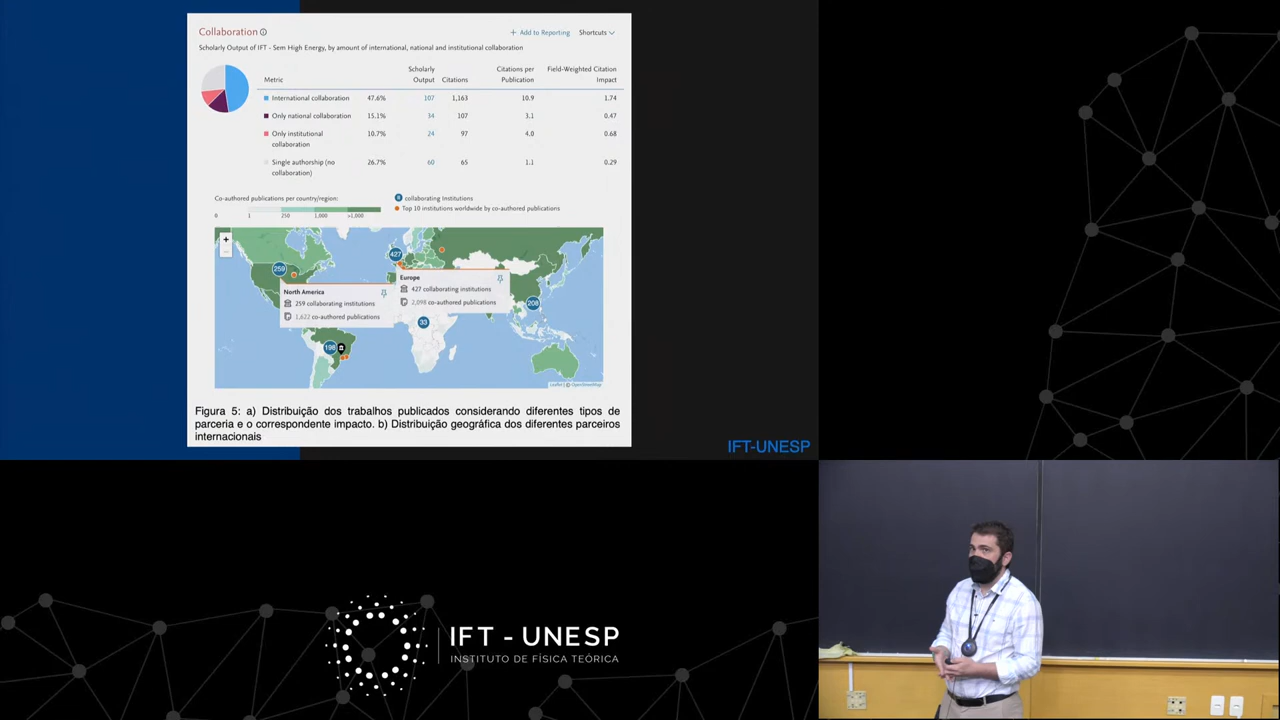 Collaboration
+ Add to Reporting Shortcuts
Scholarly Output of IFT - Sem High Energy, by amount of international, national and institutional collaboration
Metric Scholarly Output Citations Citations per Publication Field-Weighted Citation Impact
International collaboration 47.6% 107 1,163 10.9 1.74
Only national collaboration 15.1% 34 107 3.1 0.47
Only institutional collaboration 10.7% 24 97 4.0 0.68
Single authorship (no collaboration) 26.7% 60 65 1.1 0.29
Co-authored publications per country/region:
0 1 250 1,000 >1,000
collaborating Institutions
Top 10 institutions worldwide by co-authored publications
+
-
259
427
208
33
198
North America
259 collaborating institutions
1,622 co-authored publications
Europe
427 collaborating institutions
2,098 co-authored publications
Leaflet | © OpenStreetMap
Figura 5: a) Distribuição dos trabalhos publicados considerando diferentes tipos de
parceria e o correspondente impacto. b) Distribuição geográfica dos diferentes parceiros
internacionais
IFT-UNESP
IFT - UNESP
INSTITUTO DE FÍSICA TEÓRICA